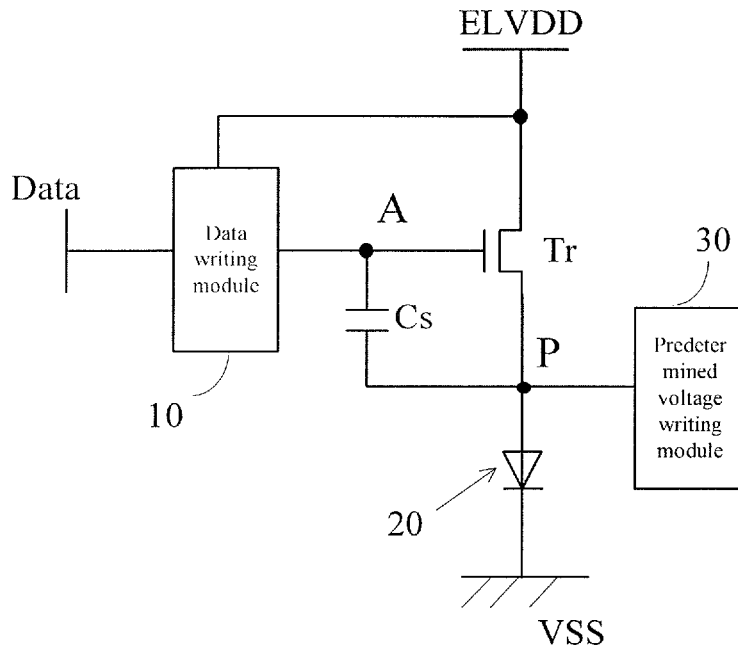 ELVDD
Data
Data
writing
module
A
Tr
30
Cs
P
Predeter
mined
voltage
writing
module
10
20
VSS